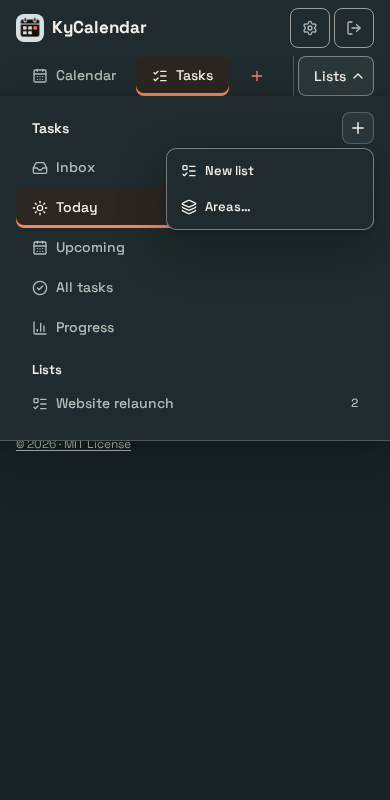 KyCalendar
Calendar
Tasks
+
Lists
Tasks
New list
Areas...
Inbox
Today
Upcoming
All tasks
Progress
Lists
Website relaunch 2
© 2026 · MIT License